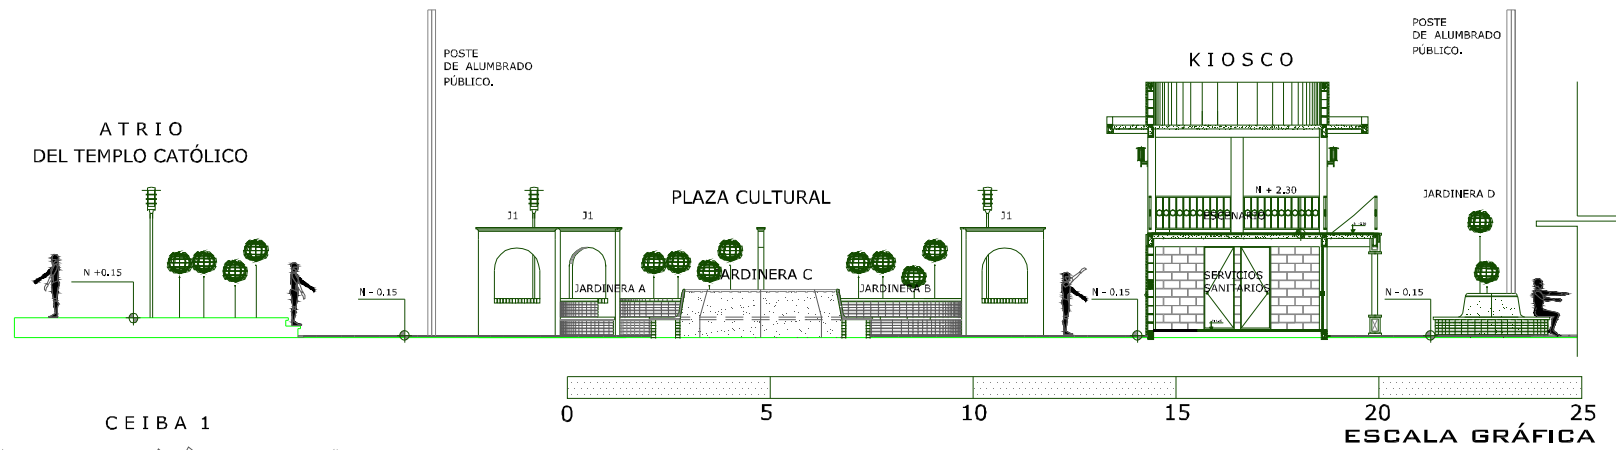 POSTE
DE ALUMBRADO
PÚBLICO.
POSTE
DE ALUMBRADO
PÚBLICO.
KIOSCO
ATRIO
DEL TEMPLO CATÓLICO
PLAZA CULTURAL
N + 2.30
JARDINERA D
J1
J1
J1
ESCENARIO
N +0.15
N - 0.15
JARDINERA A
JARDINERA C
JARDINERA B
N - 0.15
SERVICIOS
SANITARIOS
N - 0.15
0 5 10 15 20 25
ESCALA GRÁFICA
CEIBA 1